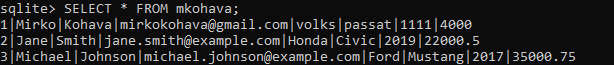 sqlite> SELECT * FROM mkohava;
1|Mirko|Kohava|mirkokohava@gmail.com|volks|passat|1111|4000
2|Jane|Smith|jane.smith@example.com|Honda|Civic|2019|22000.5
3|Michael|Johnson|michael.johnson@example.com|Ford|Mustang|2017|35000.75